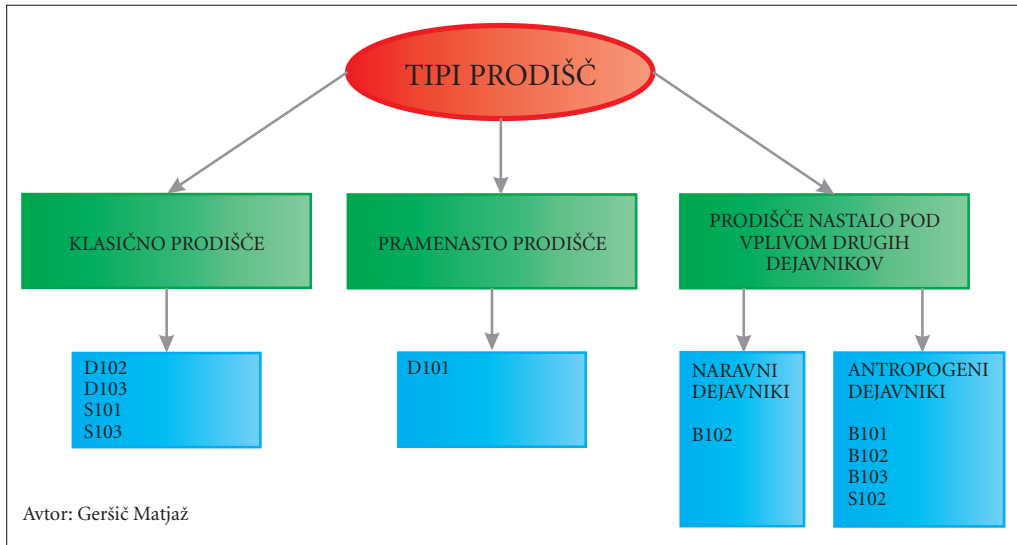 TIPI PRODIŠČ
KLASIČNO PRODIŠČE
PRAMENASTO PRODIŠČE
PRODIŠČE NASTALO POD
VPLIVOM DRUGIH
DEJAVNIKOV
D102
D103
S101
S103
D101
NARAVNI
DEJAVNIKI
B102
ANTROPOGENI
DEJAVNIKI
B101
B102
B103
S102
Avtor: Geršič Matjaž